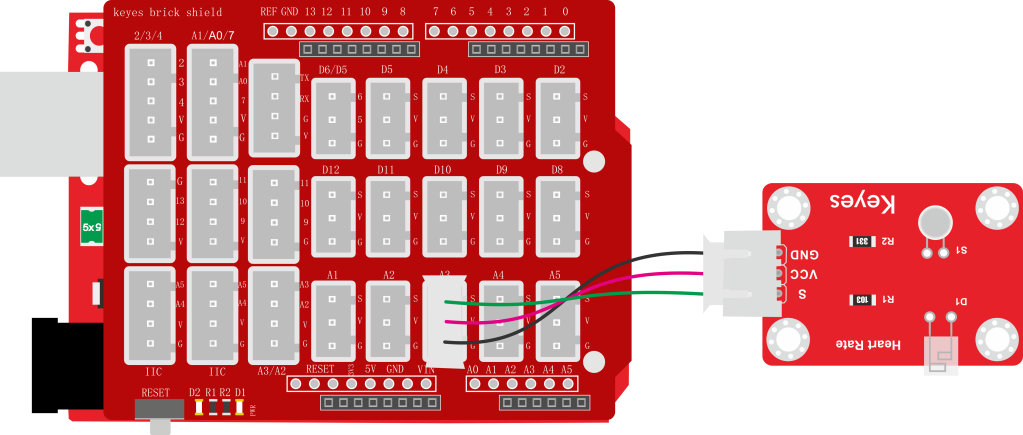 keyes brick shield
REF GND 13 12 11 10 9 8
7 6 5 4 3 2 1 0
2/3/4 A1/A0/7
2 3 4 V G
A1 A0 7 V G
TX RX G V
D6/D5 D5 D4 D3 D2
6 5 G
S V G
S V G
S V G
S V G
G 13 12 V
11 10 9 V
11 10 9 G
D12 D11 D10 D9 D8
S V G
S V G
S V G
S V G
S V G
A5 A4 V G
A5 A4 V G
A3 A2 V G
A1 A2 A3 A4 A5
S V G
S V G
S V G
S V G
IIC IIC A3/A2
RESET 3V3 5V GND VIN
A0 A1 A2 A3 A4 A5
RESET D2 R1 R2 D1 PWR
5x9
Keyes
GND
VCC
S
R2
331
S1
R1
103
D1
Heart Rate